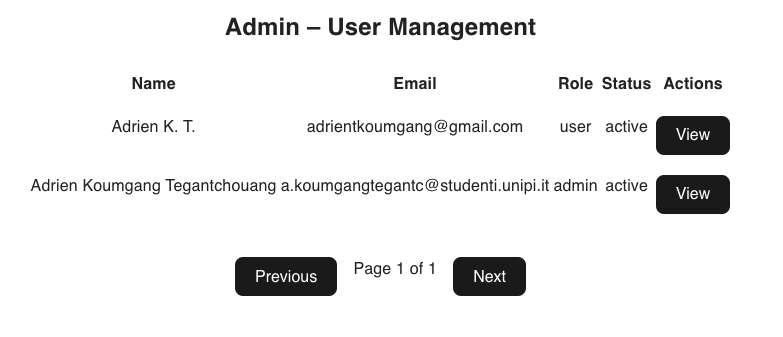 Admin – User Management
Name Email Role Status Actions
Adrien K. T. adrientkoumgang@gmail.com user active View
Adrien Koumgang Tegantchouang a.koumgangtegantc@studenti.unipi.it admin active View
Previous Page 1 of 1 Next